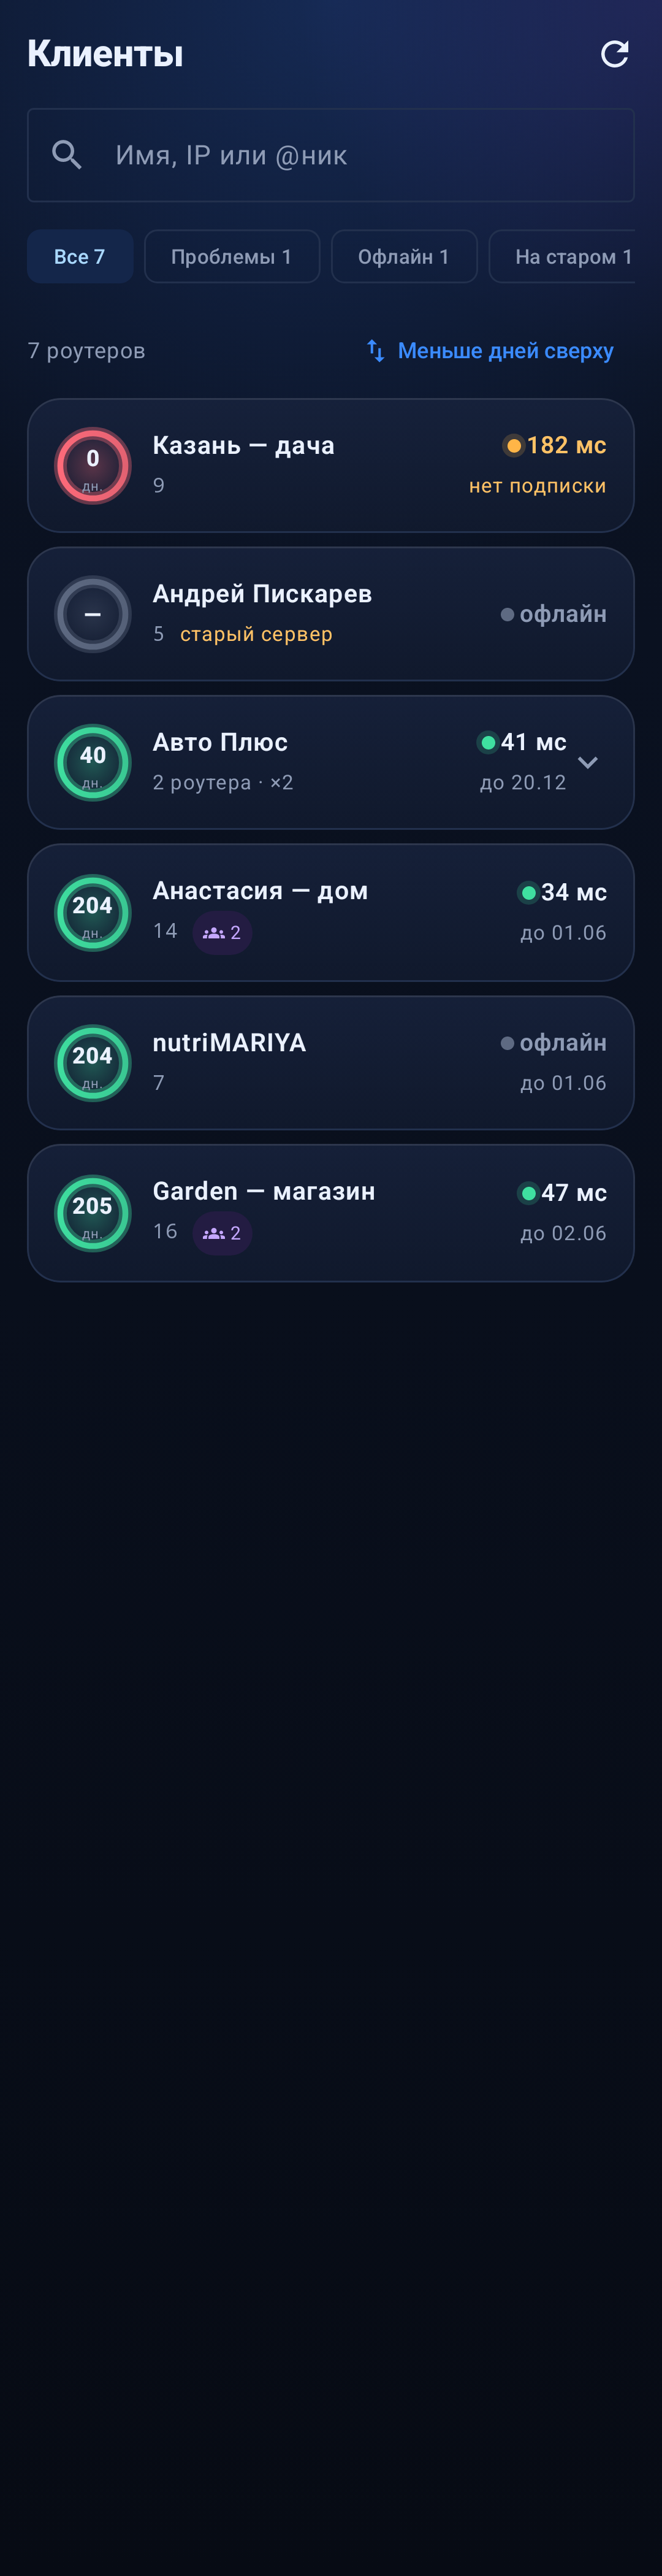 Клиенты
Имя, IP или @ник
Все 7
Проблемы 1
Офлайн 1
На старом 1
7 роутеров
Меньше дней сверху
0
дн.
Казань — дача
182 мс
9
нет подписки
—
Андрей Пискарев
офлайн
5 старый сервер
40
дн.
Авто Плюс
41 мс
2 роутера · ×2
до 20.12
204
дн.
Анастасия — дом
34 мс
14 2
до 01.06
204
дн.
nutriMARIYA
офлайн
7
до 01.06
205
дн.
Garden — магазин
47 мс
16 2
до 02.06